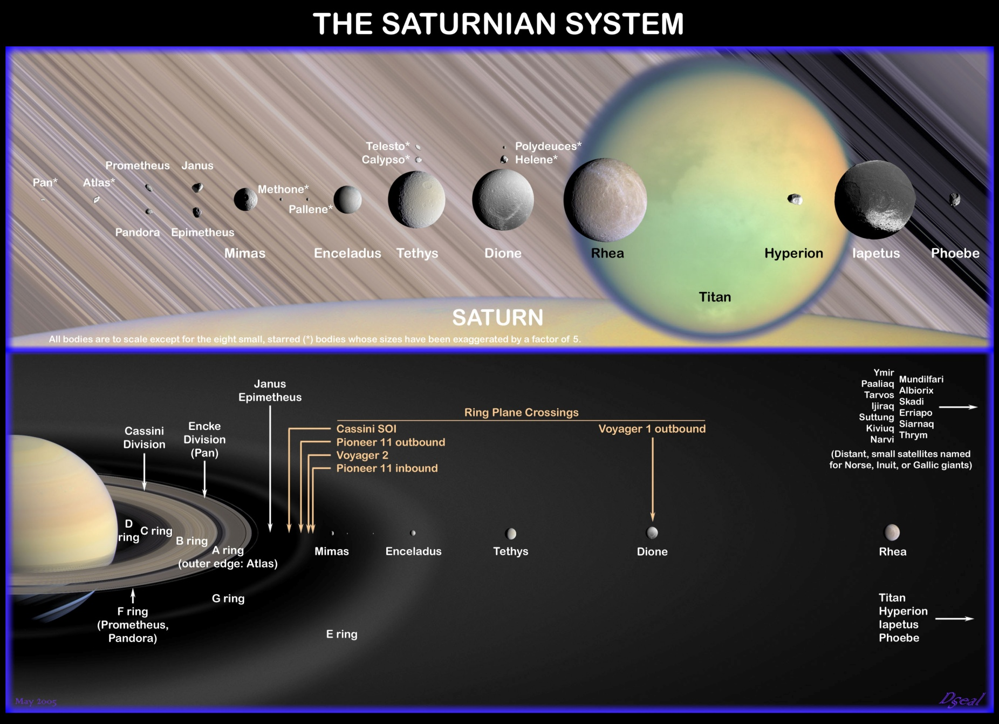 THE SATURNIAN SYSTEM
Telesto*
Polydeuces*
Calypso*
Helene*
Prometheus
Janus
Pan*
Atlas*
Methone*
Pallene*
Pandora
Epimetheus
Mimas
Enceladus
Tethys
Dione
Rhea
Hyperion
Iapetus
Phoebe
Titan
SATURN
All bodies are to scale except for the eight small, starred (*) bodies whose sizes have been exaggerated by a factor of 5.
Janus
Epimetheus
Ring Plane Crossings
Cassini SOI
Pioneer 11 outbound
Voyager 2
Pioneer 11 inbound
Voyager 1 outbound
Ymir
Paaliaq
Tarvos
Ijiraq
Suttung
Kiviuq
Narvi
Mundilfari
Albiorix
Skadi
Erriapo
Siarnaq
Thrym
(Distant, small satellites named
for Norse, Inuit, or Gallic giants)
Cassini
Division
Encke
Division
(Pan)
D
ring
C ring
B ring
A ring
(outer edge: Atlas)
Mimas
Enceladus
Tethys
Dione
Rhea
F ring
(Prometheus,
Pandora)
G ring
E ring
Titan
Hyperion
Iapetus
Phoebe
May 2005
Dseal